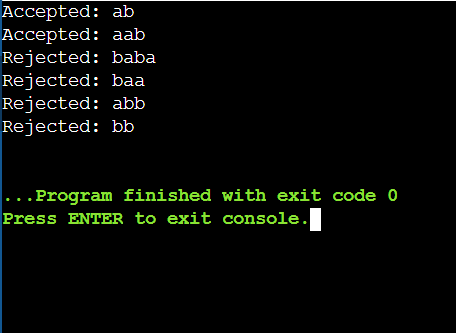 Accepted: ab
Accepted: aab
Rejected: baba
Rejected: baa
Rejected: abb
Rejected: bb
...Program finished with exit code 0
Press ENTER to exit console.